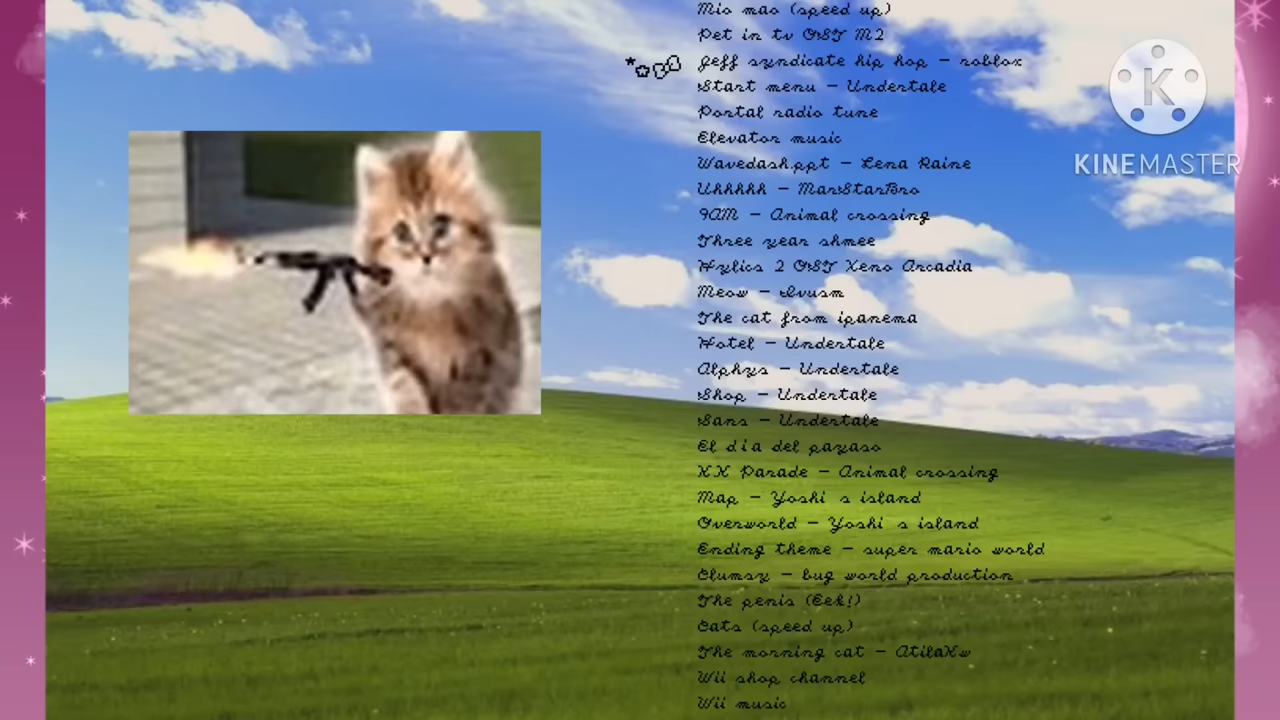 Mio mao (speed up)
Pet in tv OST M2
Jeff syndicate hip hop - roblox
Start menu - Undertale
Portal radio tune
Elevator music
Wavedash.ppt - Lena Raine
Uhhhhh - MarStarBro
9AM - Animal crossing
Three year shmee
Hylics 2 OST Xeno Arcadia
Meow -
The cat from ipanema
Hotel - Undertale
Alphys - Undertale
Shop - Undertale
Sans - Undertale
El día del payaso
KK Parade - Animal crossing
Map - Yoshi s island
Overworld - Yoshi s island
Ending theme - super mario world
Clumsy - bug world production
The penis (Eek!)
Cats (speed up)
The morning cat - AtilaKw
Wii shop channel
Wii music
K
KINEMASTER